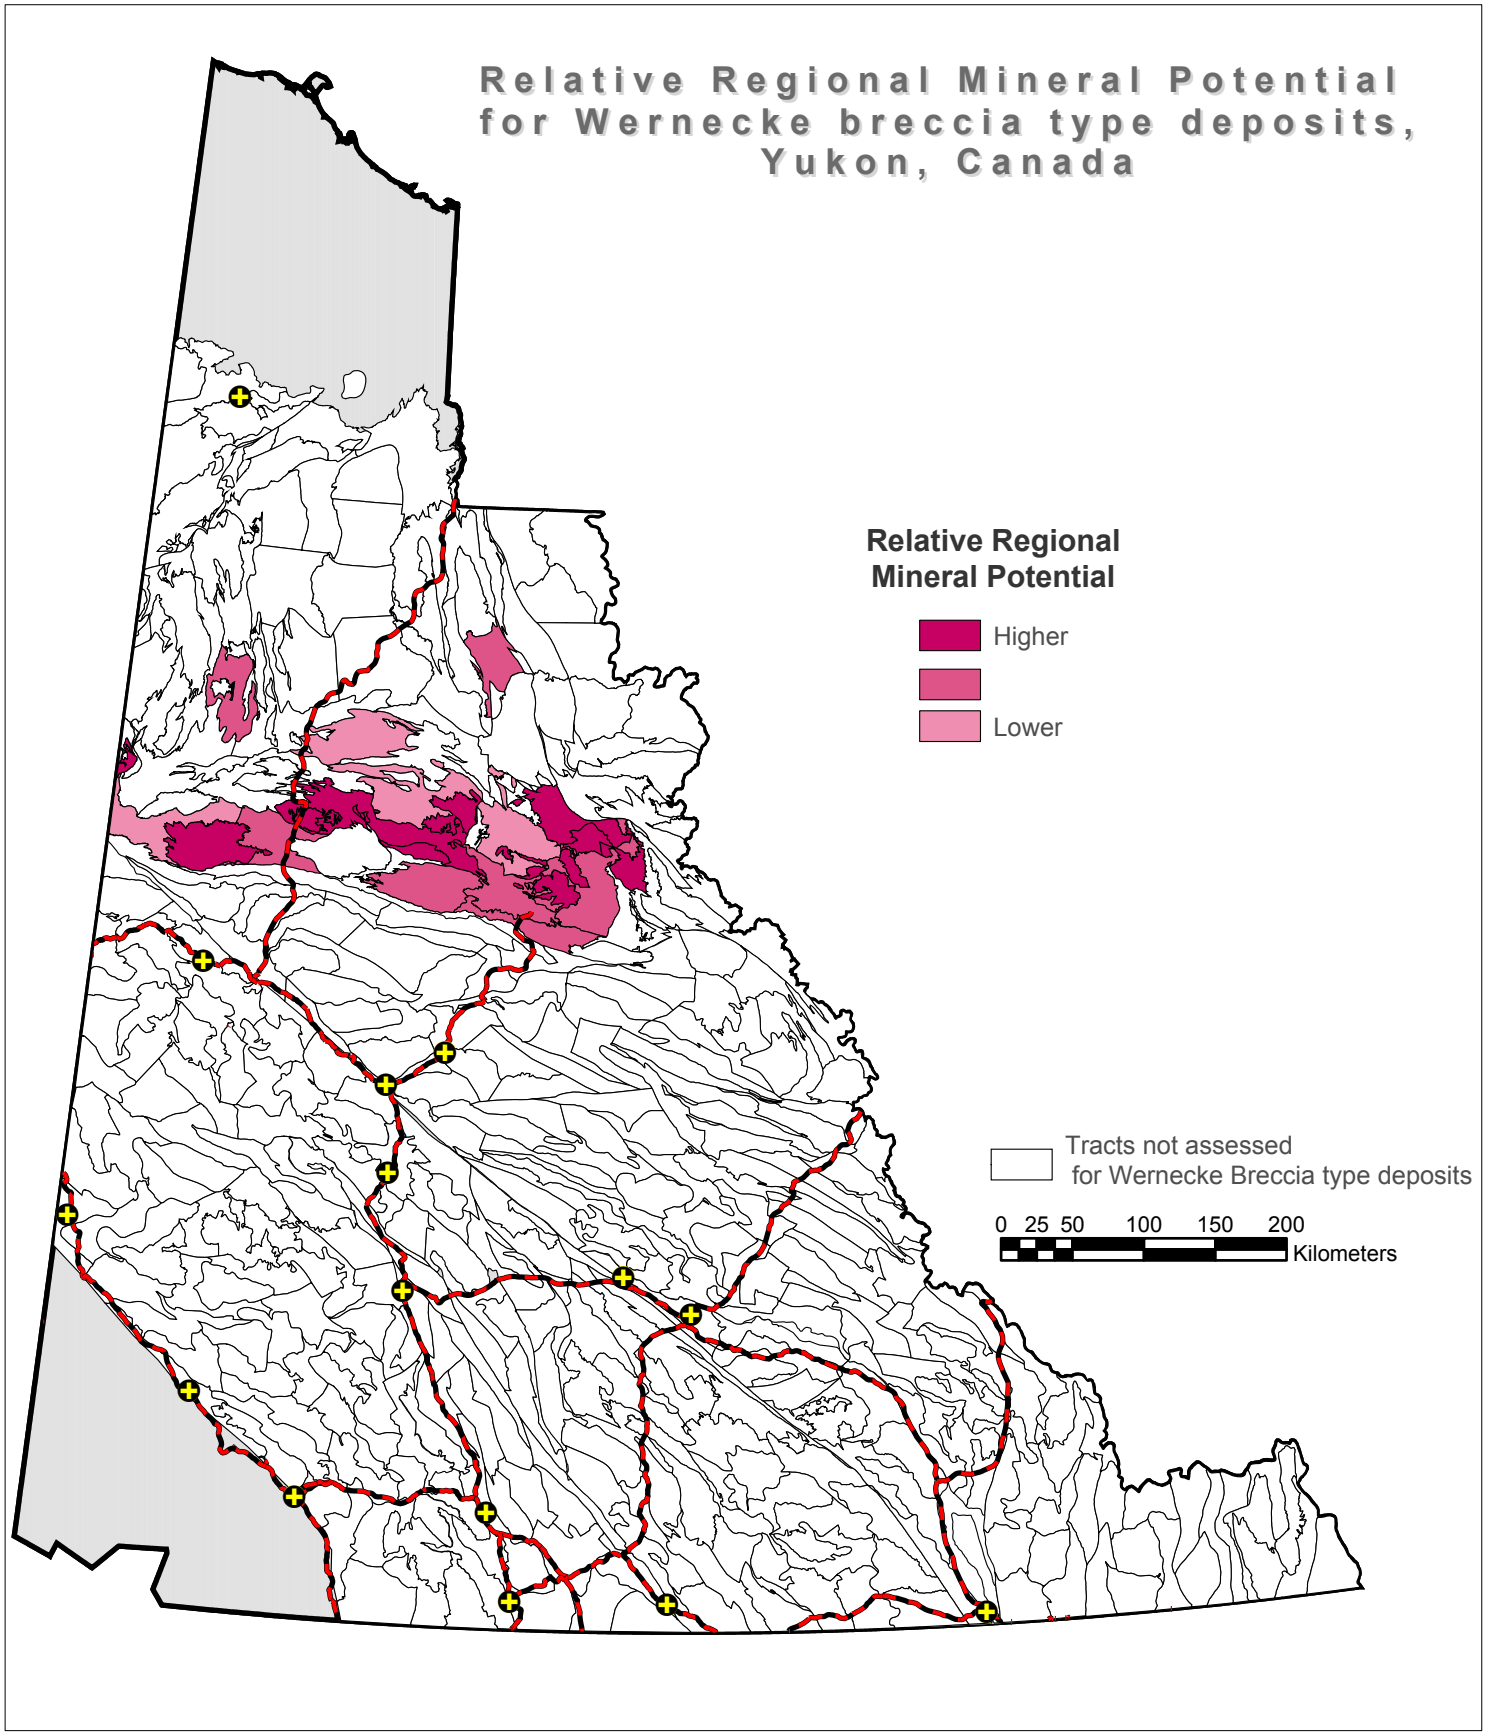 Relative Regional Mineral Potential
for Wernecke breccia type deposits,
Yukon, Canada
Relative Regional
Mineral Potential
Higher
Lower
Tracts not assessed
for Wernecke Breccia type deposits
0 25 50 100 150 200
Kilometers